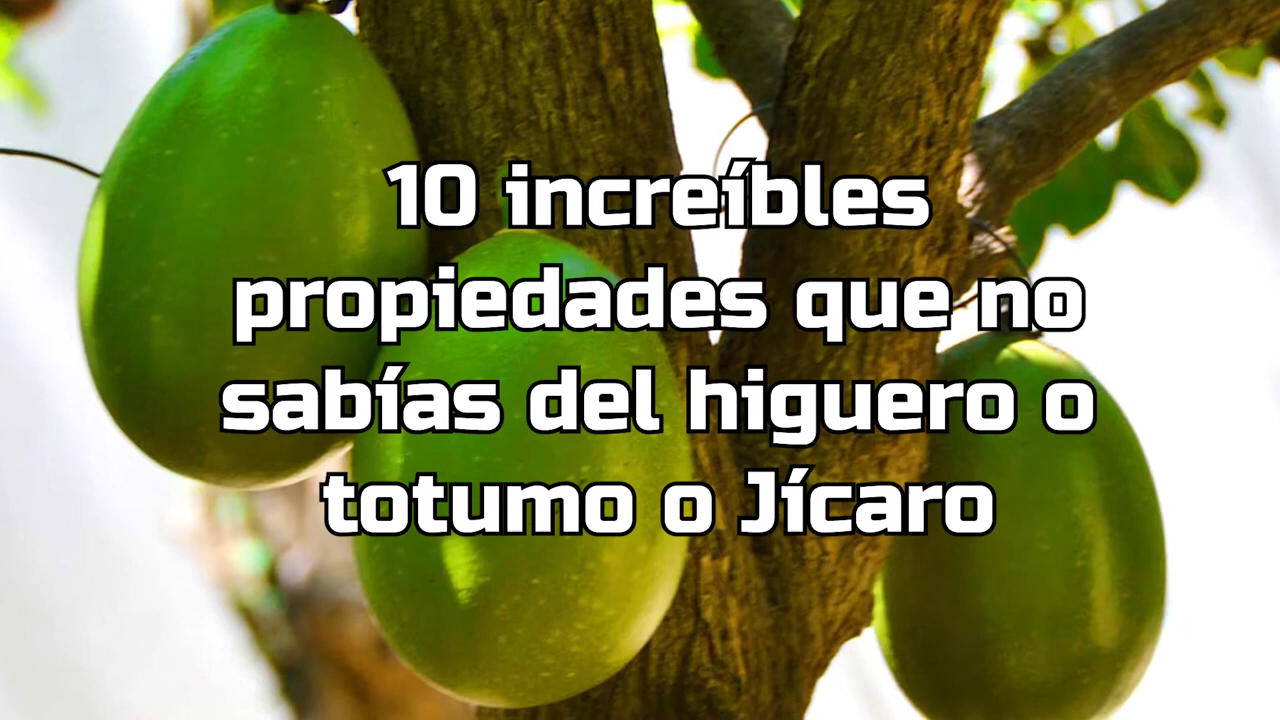 10 increíbles
propiedades que no
sabías del higuero o
totumo o Jícaro